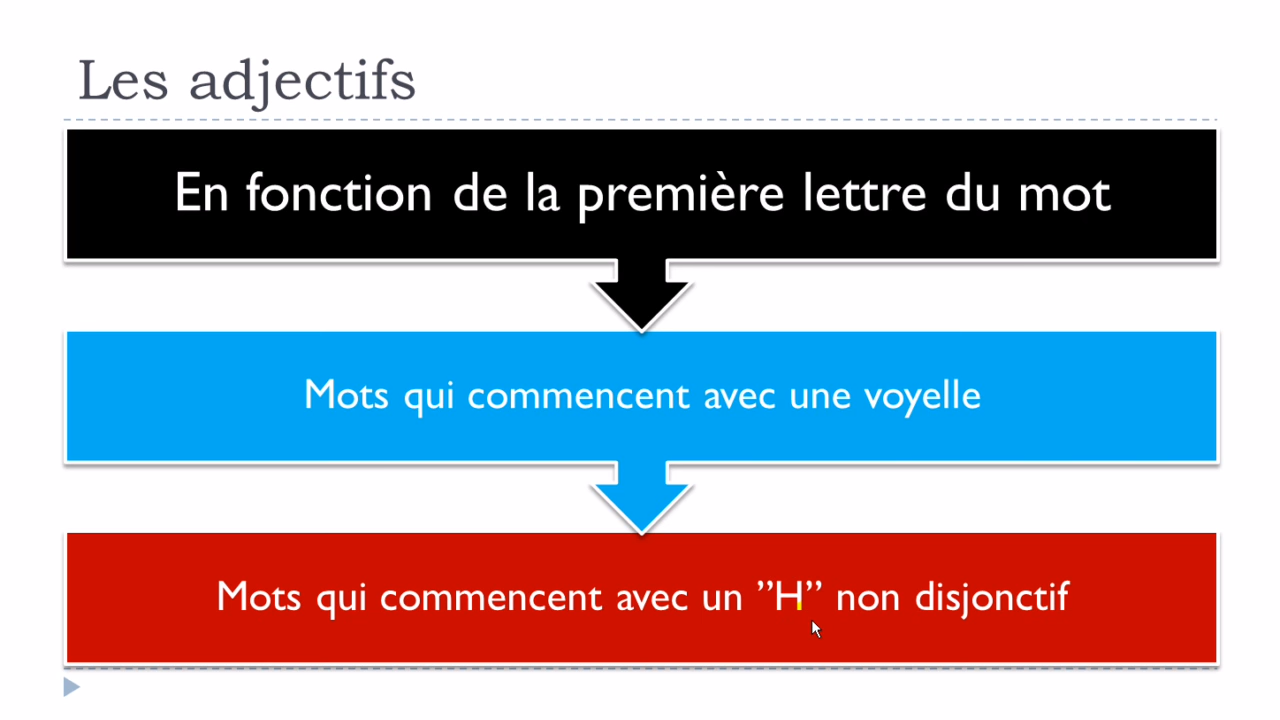 Les adjectifs
En fonction de la première lettre du mot
Mots qui commencent avec une voyelle
Mots qui commencent avec un ”H” non disjonctif